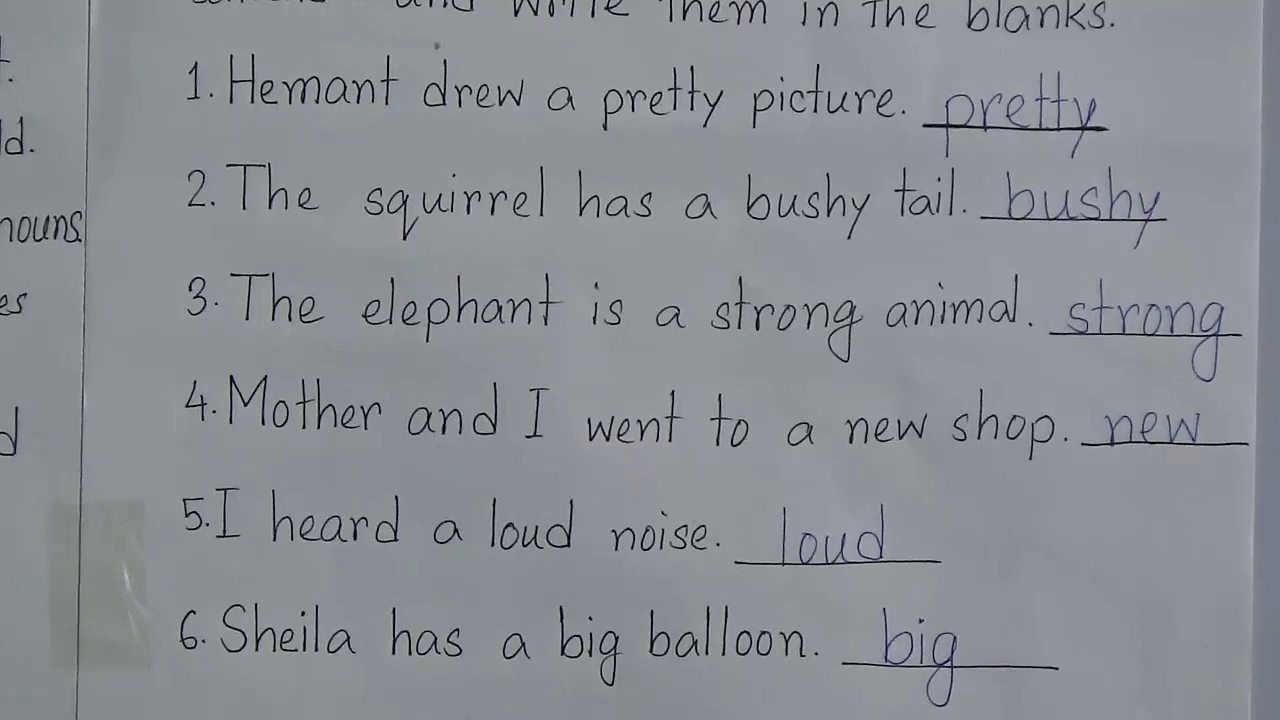 and write them in the blanks.
1. Hemant drew a pretty picture. pretty
2. The squirrel has a bushy tail. bushy
3. The elephant is a strong animal. strong
4. Mother and I went to a new shop. new
5. I heard a loud noise. loud
6. Sheila has a big balloon. big
nouns